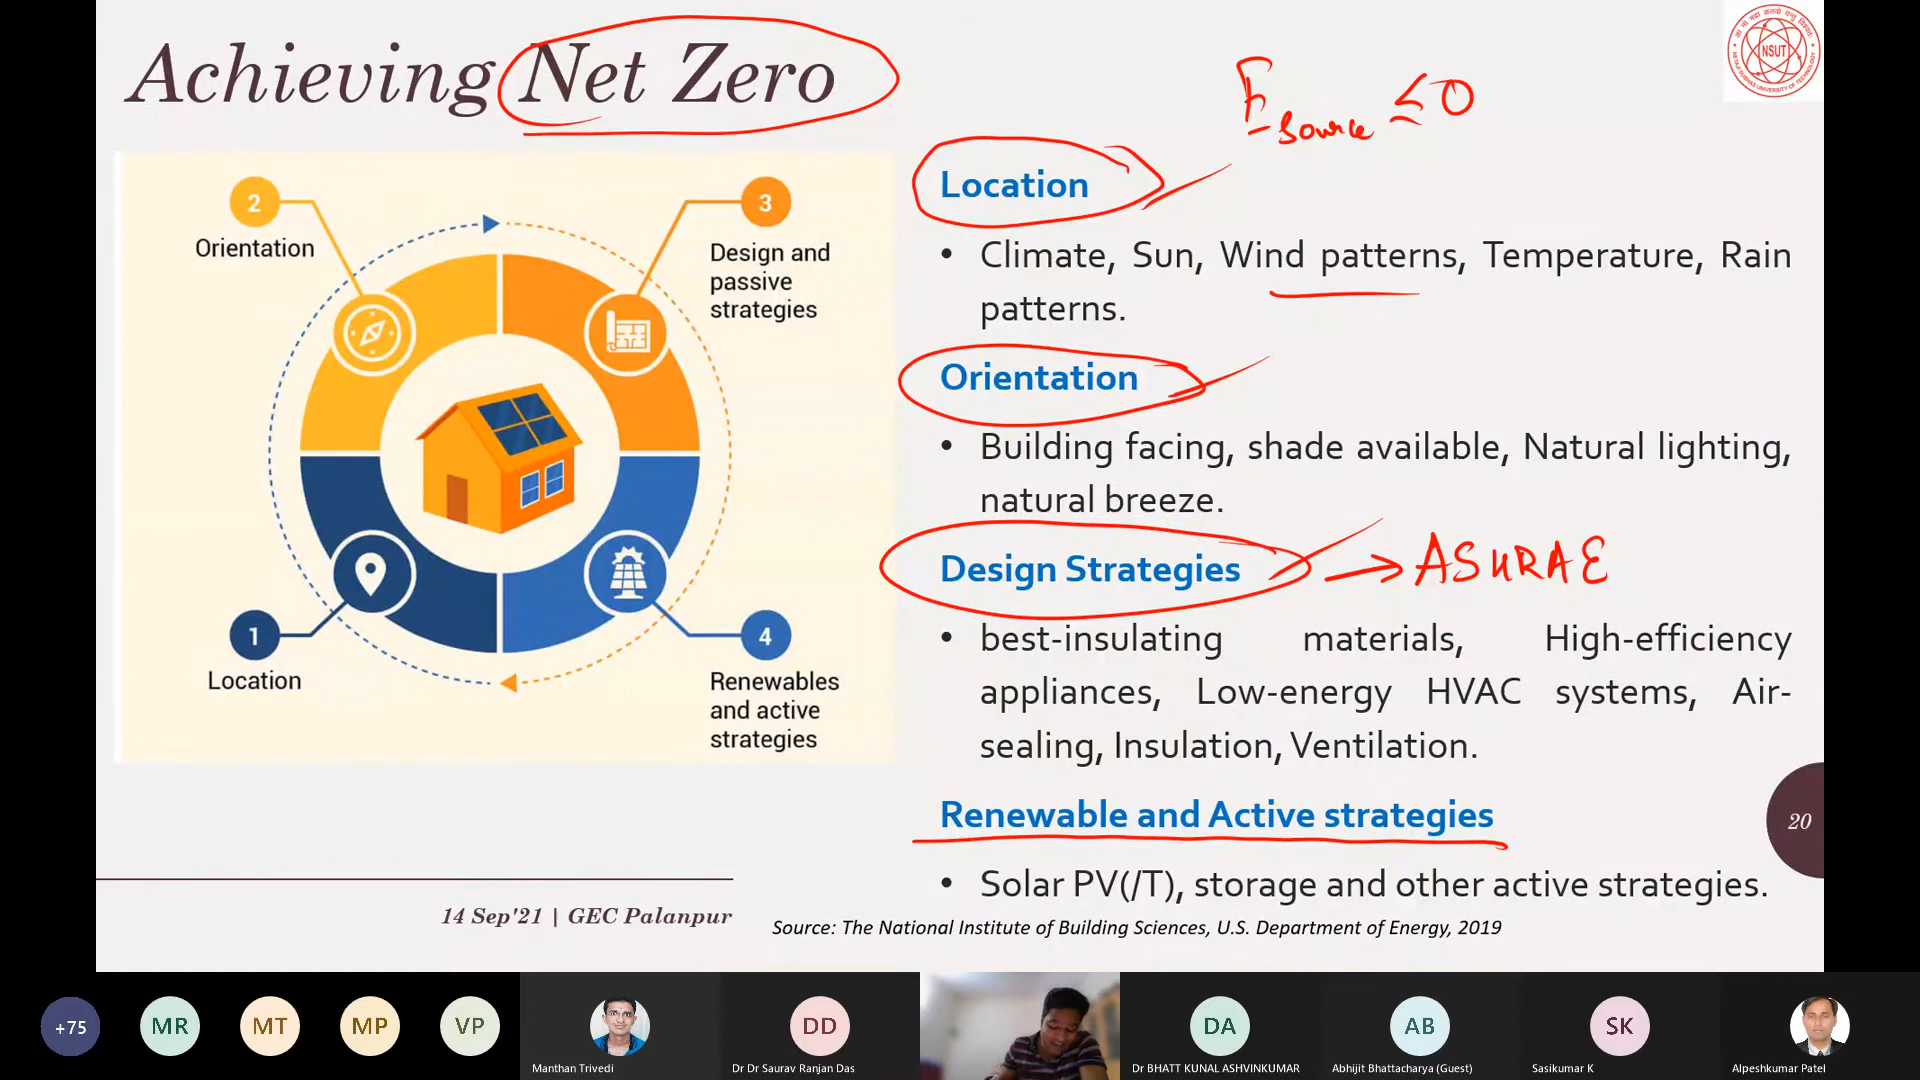 Achieving Net Zero
E source ≤ 0
NSUT
2
Orientation
3
Design and
passive
strategies
1
Location
4
Renewables
and active
strategies
Location
• Climate, Sun, Wind patterns, Temperature, Rain
patterns.
Orientation
• Building facing, shade available, Natural lighting,
natural breeze.
Design Strategies
→ ASHRAE
• best-insulating materials, High-efficiency
appliances, Low-energy HVAC systems, Air-
sealing, Insulation, Ventilation.
Renewable and Active strategies
• Solar PV(/T), storage and other active strategies.
20
14 Sep'21 | GEC Palanpur
Source: The National Institute of Building Sciences, U.S. Department of Energy, 2019
+75
MR
MT
MP
VP
Manthan Trivedi
DD
Dr Dr Saurav Ranjan Das
DA
Dr BHATT KUNAL ASHVINKUMAR
AB
Abhijit Bhattacharya (Guest)
SK
Sasikumar K
Alpeshkumar Patel